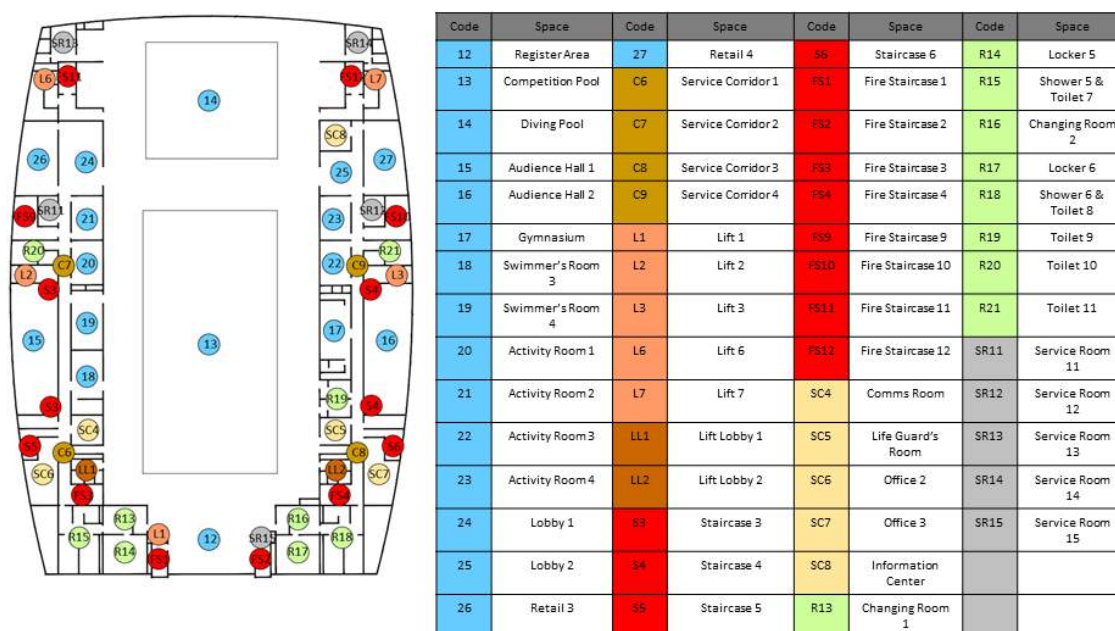 SR13 SR14
L6 FS11 FS12 L7
14
SC8
26 24 25 27
FS9 SR11 21 23 SR12 FS10
R20 R21
L2 C7 20 22 C9 L3
S3 S4
19 17
15 13 16
18
S3 R19 S4
SC4 SC5
S5 C6 C8 S6
SC6 LL1 LL2 SC7
FS3 FS4
R13 R16
R15 L1 12 SR15 R18
R14 FS1 FS2 R17
Code Space Code Space Code Space Code Space
12 Register Area 27 Retail 4 S6 Staircase 6 R14 Locker 5
13 Competition Pool C6 Service Corridor 1 FS1 Fire Staircase 1 R15 Shower 5 & Toilet 7
14 Diving Pool C7 Service Corridor 2 FS2 Fire Staircase 2 R16 Changing Room 2
15 Audience Hall 1 C8 Service Corridor 3 FS3 Fire Staircase 3 R17 Locker 6
16 Audience Hall 2 C9 Service Corridor 4 FS4 Fire Staircase 4 R18 Shower 6 & Toilet 8
17 Gymnasium L1 Lift 1 FS9 Fire Staircase 9 R19 Toilet 9
18 Swimmer's Room 3 L2 Lift 2 FS10 Fire Staircase 10 R20 Toilet 10
19 Swimmer's Room 4 L3 Lift 3 FS11 Fire Staircase 11 R21 Toilet 11
20 Activity Room 1 L6 Lift 6 FS12 Fire Staircase 12 SR11 Service Room 11
21 Activity Room 2 L7 Lift 7 SC4 Comms Room SR12 Service Room 12
22 Activity Room 3 LL1 Lift Lobby 1 SC5 Life Guard's Room SR13 Service Room 13
23 Activity Room 4 LL2 Lift Lobby 2 SC6 Office 2 SR14 Service Room 14
24 Lobby 1 S3 Staircase 3 SC7 Office 3 SR15 Service Room 15
25 Lobby 2 S4 Staircase 4 SC8 Information Center
26 Retail 3 S5 Staircase 5 R13 Changing Room 1